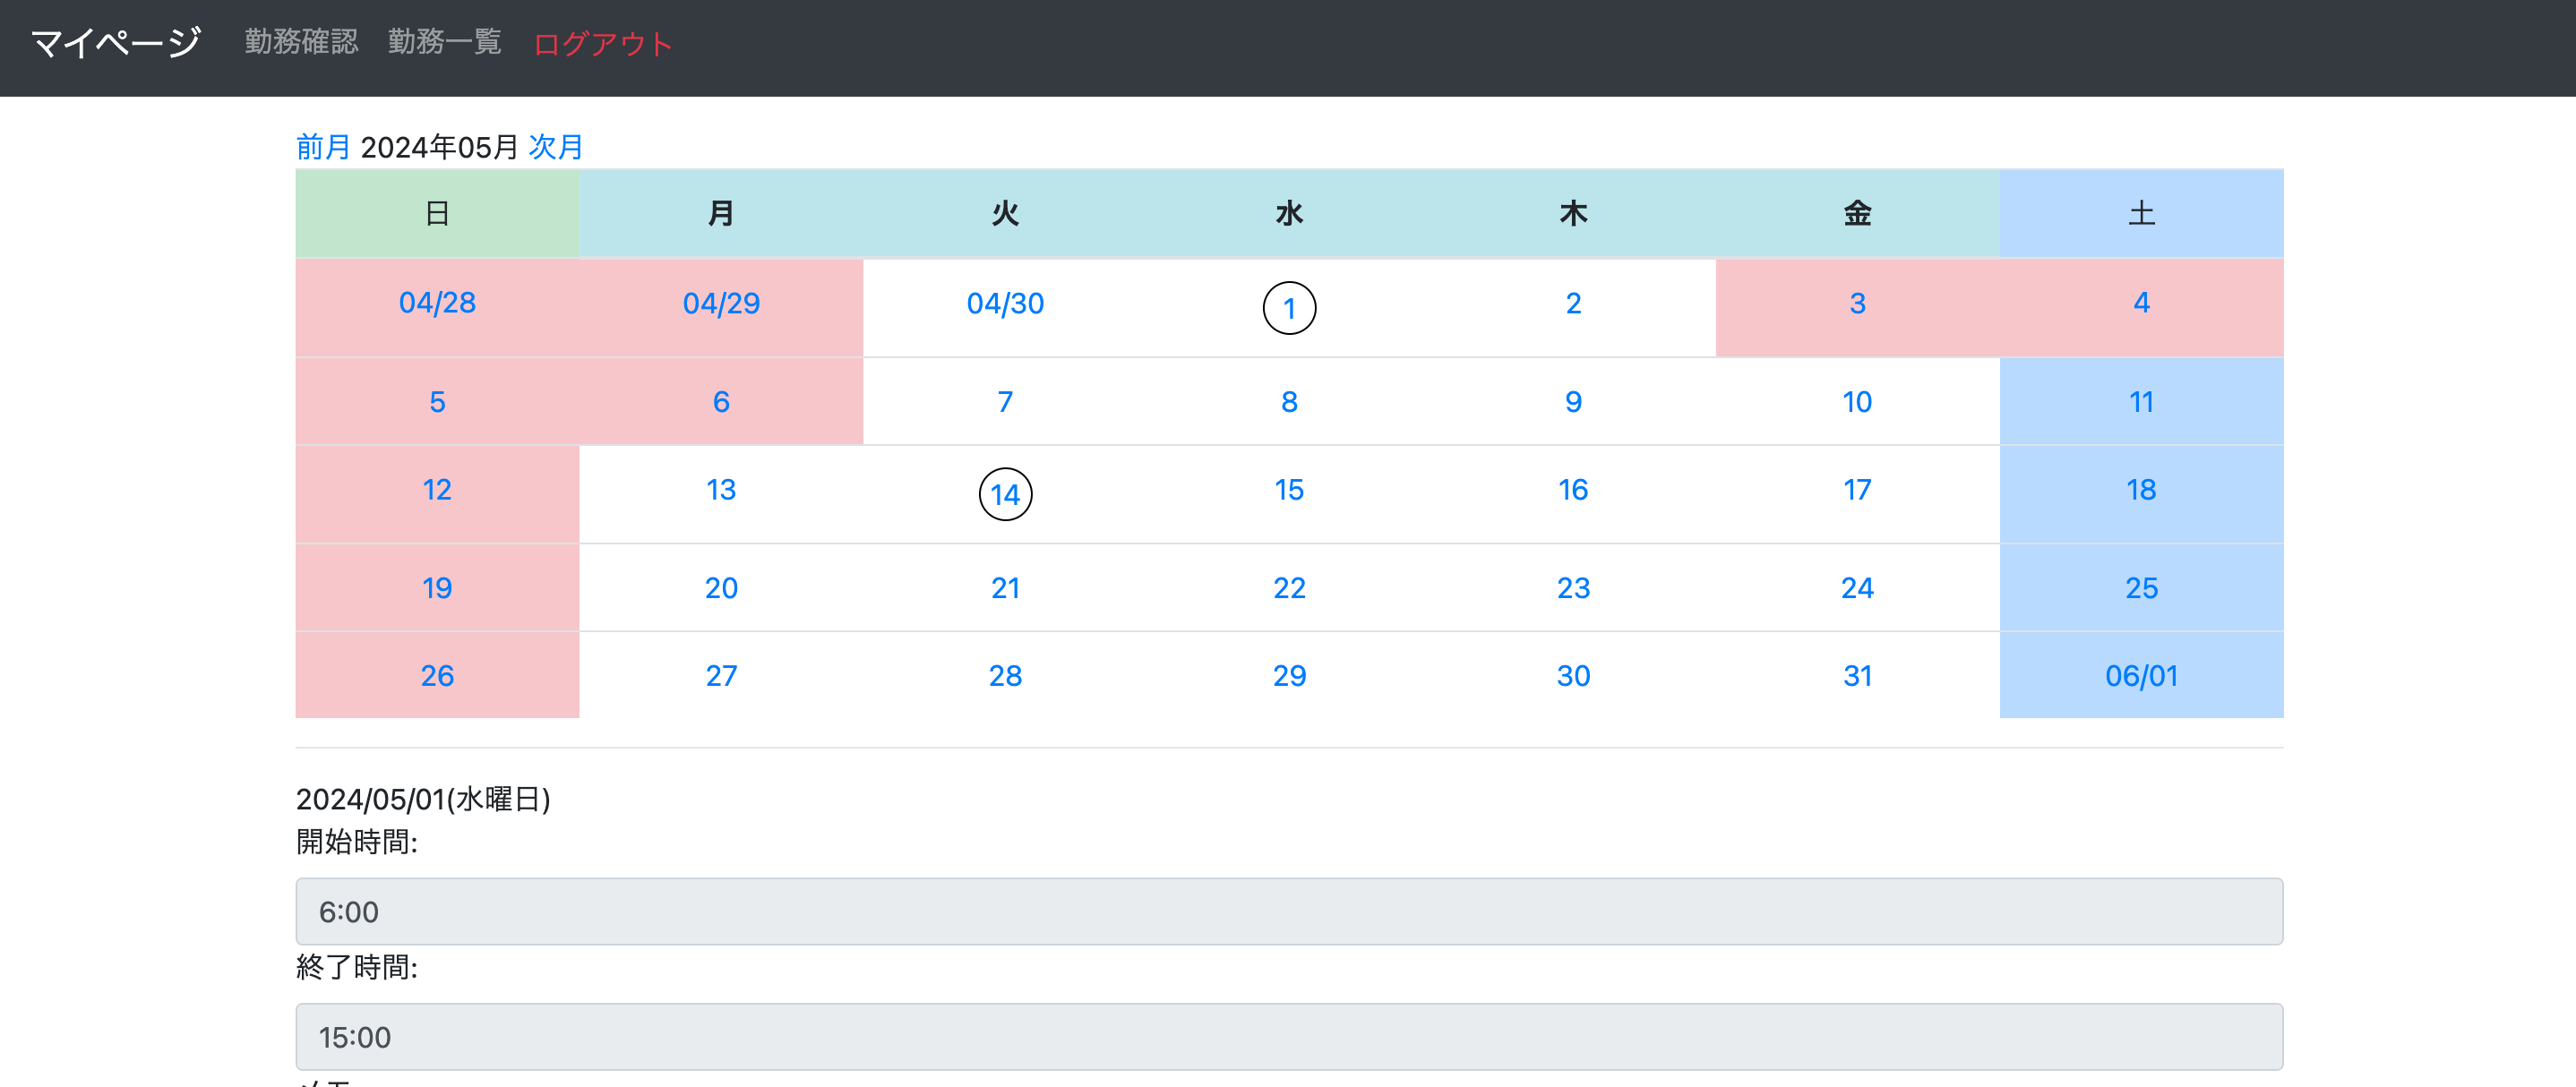 マイページ 勤務確認 勤務一覧 ログアウト
前月 2024年05月 次月
日 月 火 水 木 金 土
04/28 04/29 04/30 1 2 3 4
5 6 7 8 9 10 11
12 13 14 15 16 17 18
19 20 21 22 23 24 25
26 27 28 29 30 31 06/01
2024/05/01(水曜日)
開始時間:
6:00
終了時間:
15:00